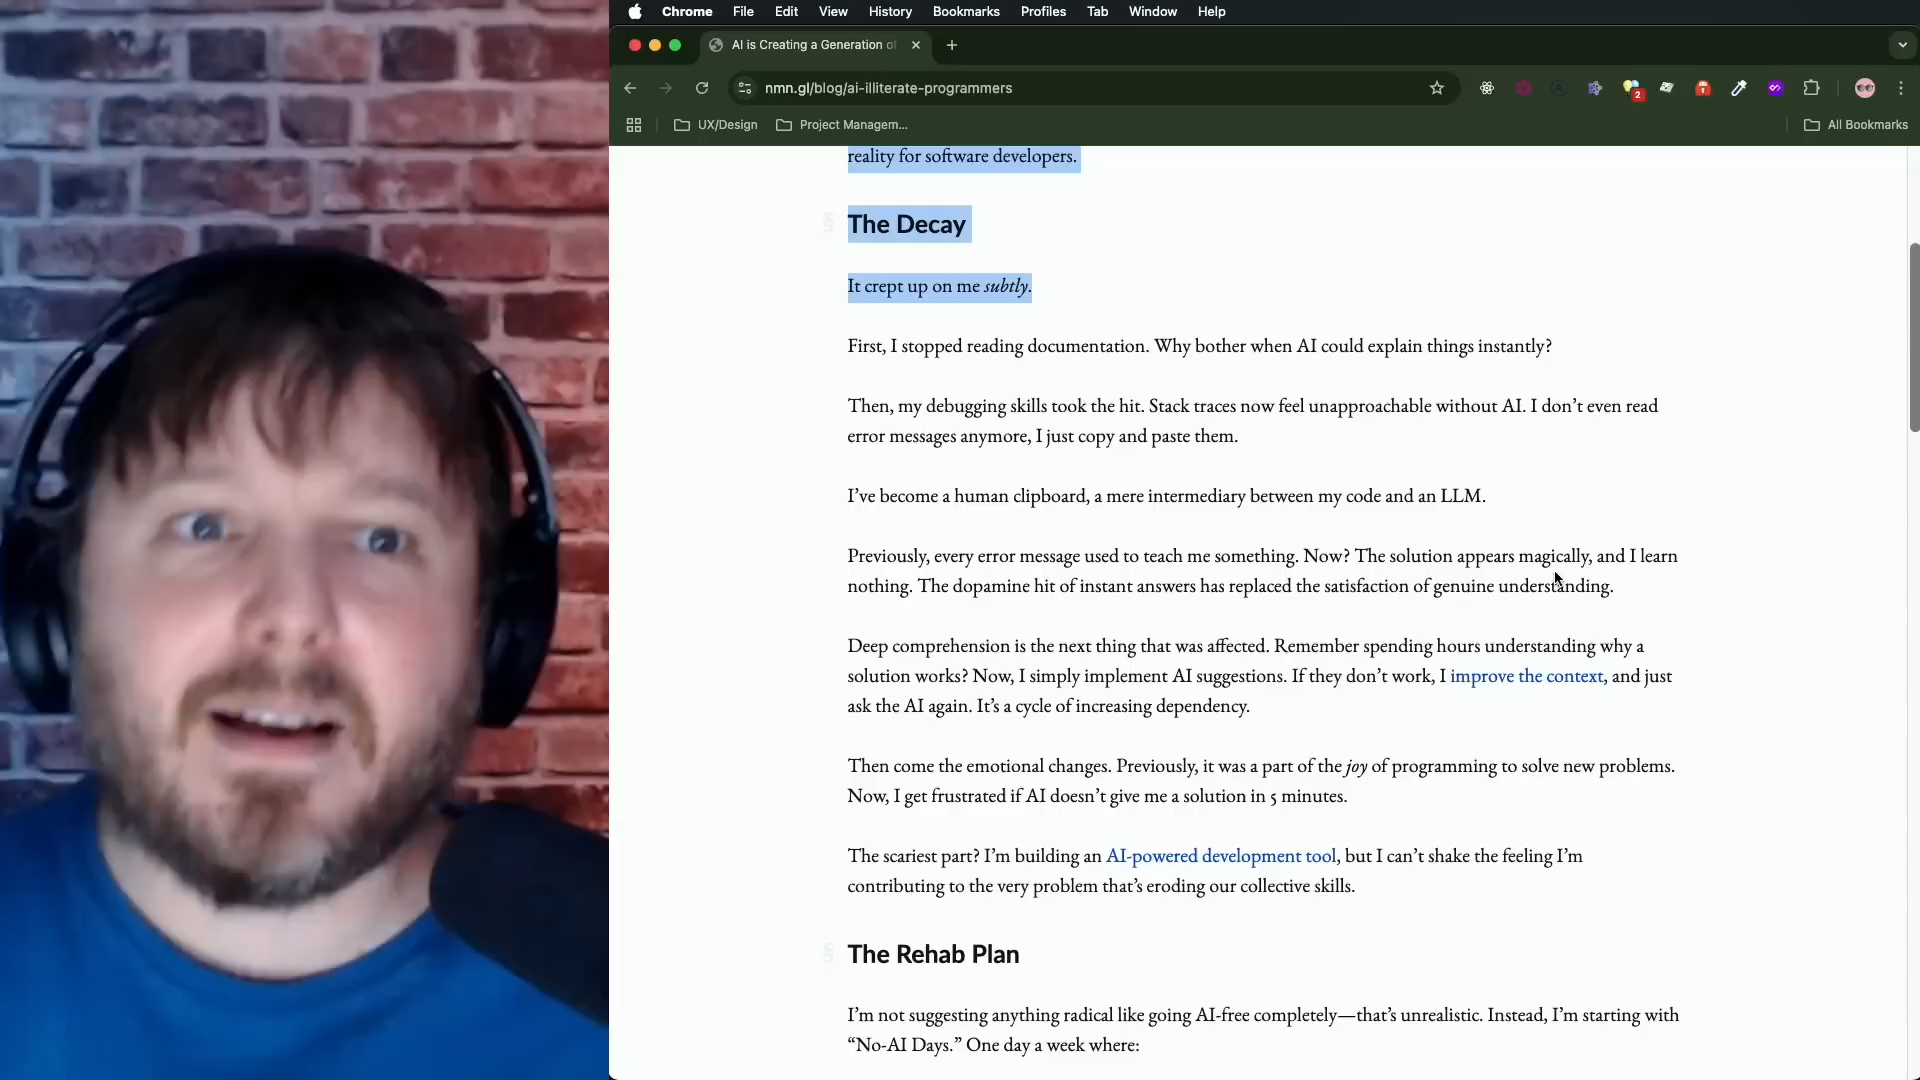 Chrome File Edit View History Bookmarks Profiles Tab Window Help
AI is Creating a Generation of
nmn.gl/blog/ai-illiterate-programmers
2
UX/Design
Project Managem...
All Bookmarks
reality for software developers.
§ The Decay
It crept up on me subtly.
First, I stopped reading documentation. Why bother when AI could explain things instantly?
Then, my debugging skills took the hit. Stack traces now feel unapproachable without AI. I don’t even read
error messages anymore, I just copy and paste them.
I’ve become a human clipboard, a mere intermediary between my code and an LLM.
Previously, every error message used to teach me something. Now? The solution appears magically, and I learn
nothing. The dopamine hit of instant answers has replaced the satisfaction of genuine understanding.
Deep comprehension is the next thing that was affected. Remember spending hours understanding why a
solution works? Now, I simply implement AI suggestions. If they don’t work, I improve the context, and just
ask the AI again. It’s a cycle of increasing dependency.
Then come the emotional changes. Previously, it was a part of the joy of programming to solve new problems.
Now, I get frustrated if AI doesn’t give me a solution in 5 minutes.
The scariest part? I’m building an AI-powered development tool, but I can’t shake the feeling I’m
contributing to the very problem that’s eroding our collective skills.
§ The Rehab Plan
I’m not suggesting anything radical like going AI-free completely—that’s unrealistic. Instead, I’m starting with
“No-AI Days.” One day a week where: